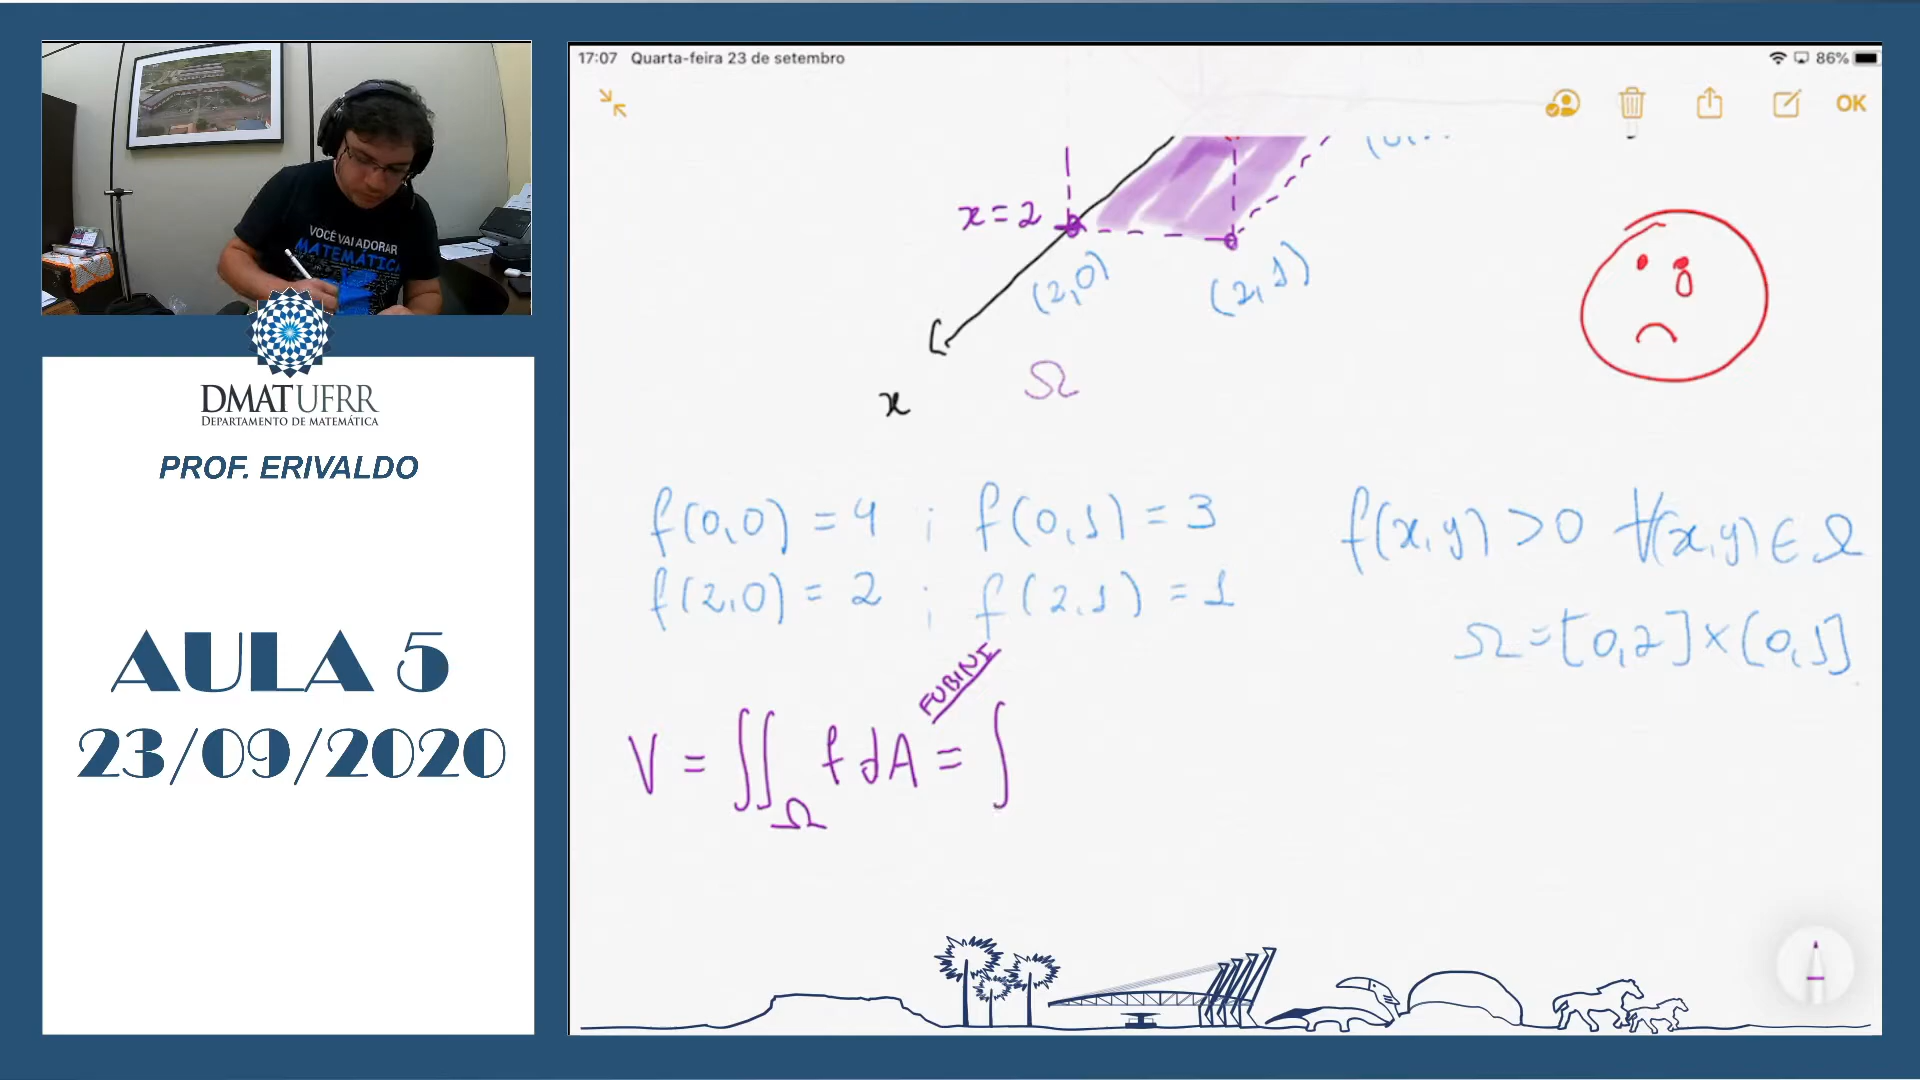 17:07 Quarta-feira 23 de setembro
86%
OK
VOCÊ VAI ADORAR
MATEMÁTICA
DMATUFRR
DEPARTAMENTO DE MATEMÁTICA
PROF. ERIVALDO
AULA 5
23/09/2020
x=2
(2,0)
(2,1)
Ω
x
f(0,0) = 4 ; f(0,1) = 3
f(2,0) = 2 ; f(2,1) = 1
f(x,y) >0 ∀(x,y) ∈ Ω
Ω = [0,2] × [0,1]
FUBINI
V = ∬_Ω f dA = ∫